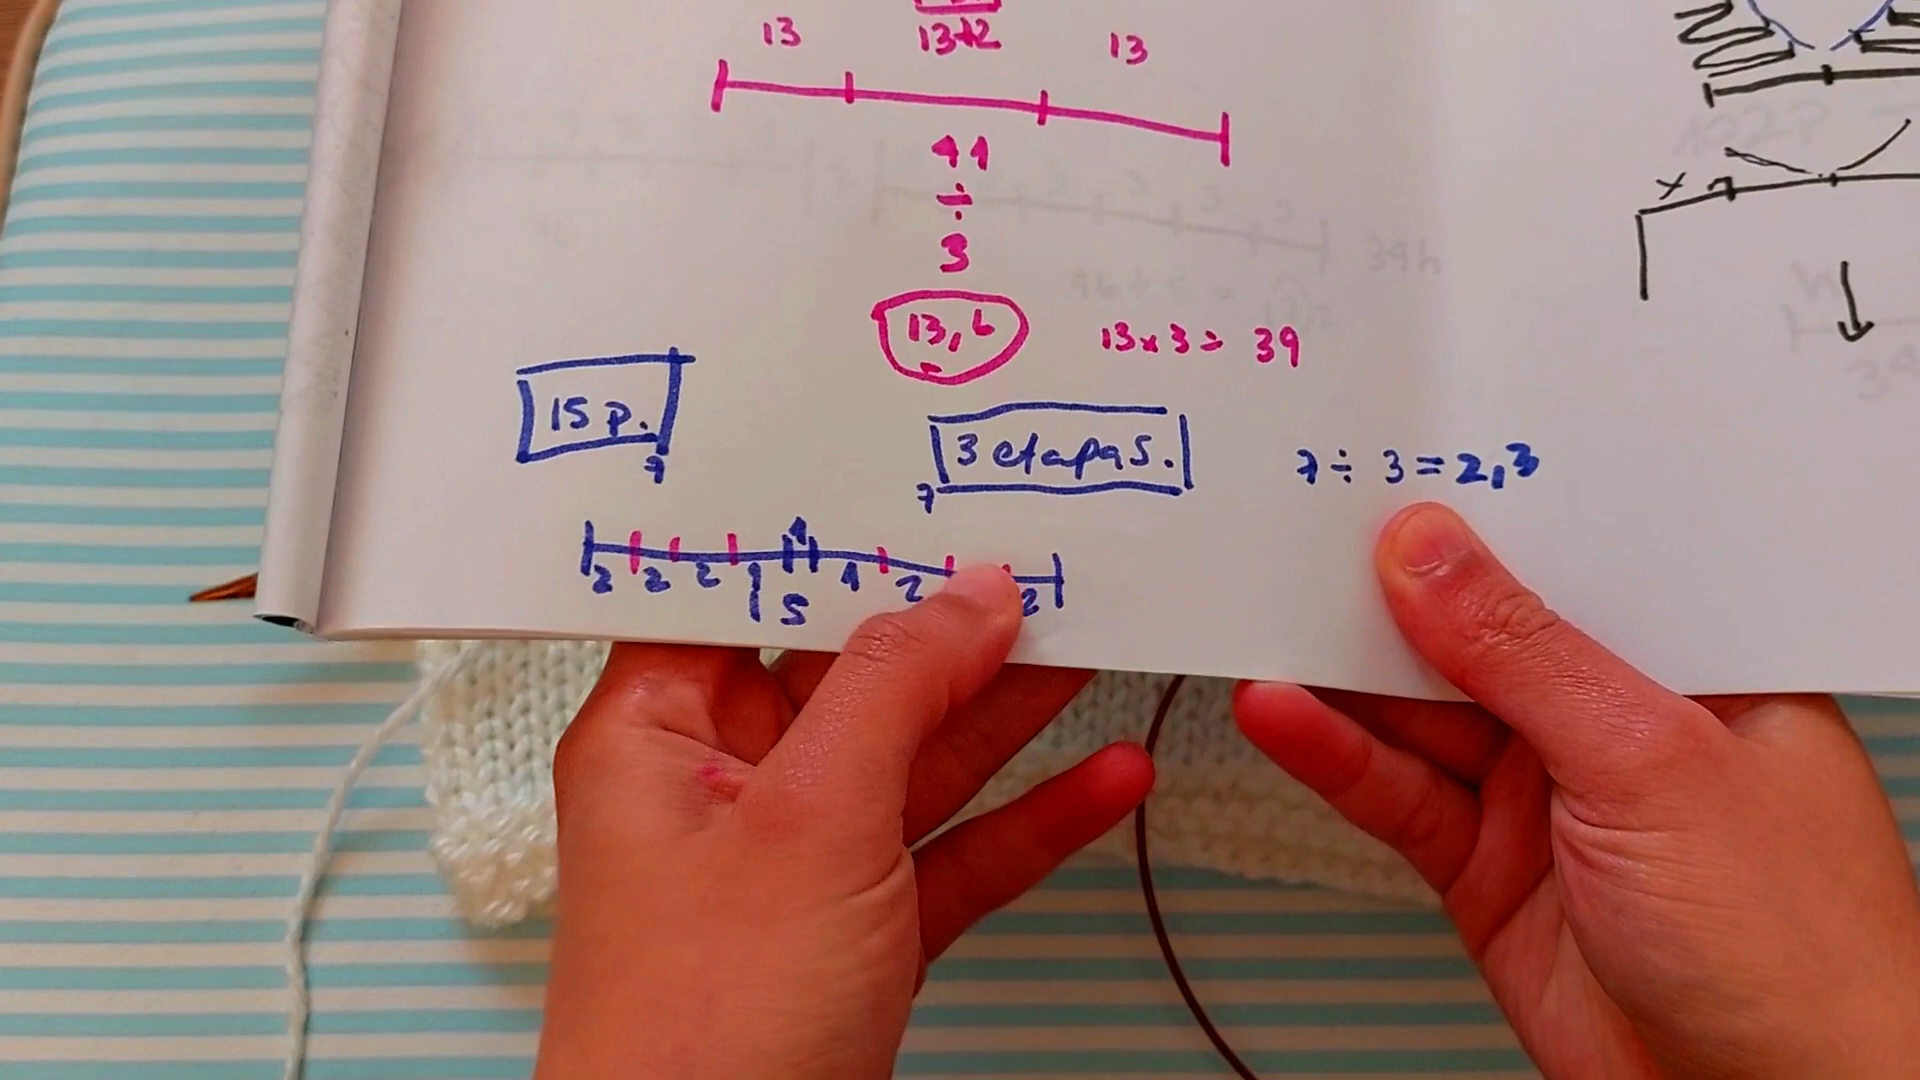 13 13+2 13
41
÷
3
13,6 13x3= 39
15 p.
7
3 etapas.
7
7 ÷ 3 = 2,3
1
2 2 2 1 1 2 2
5